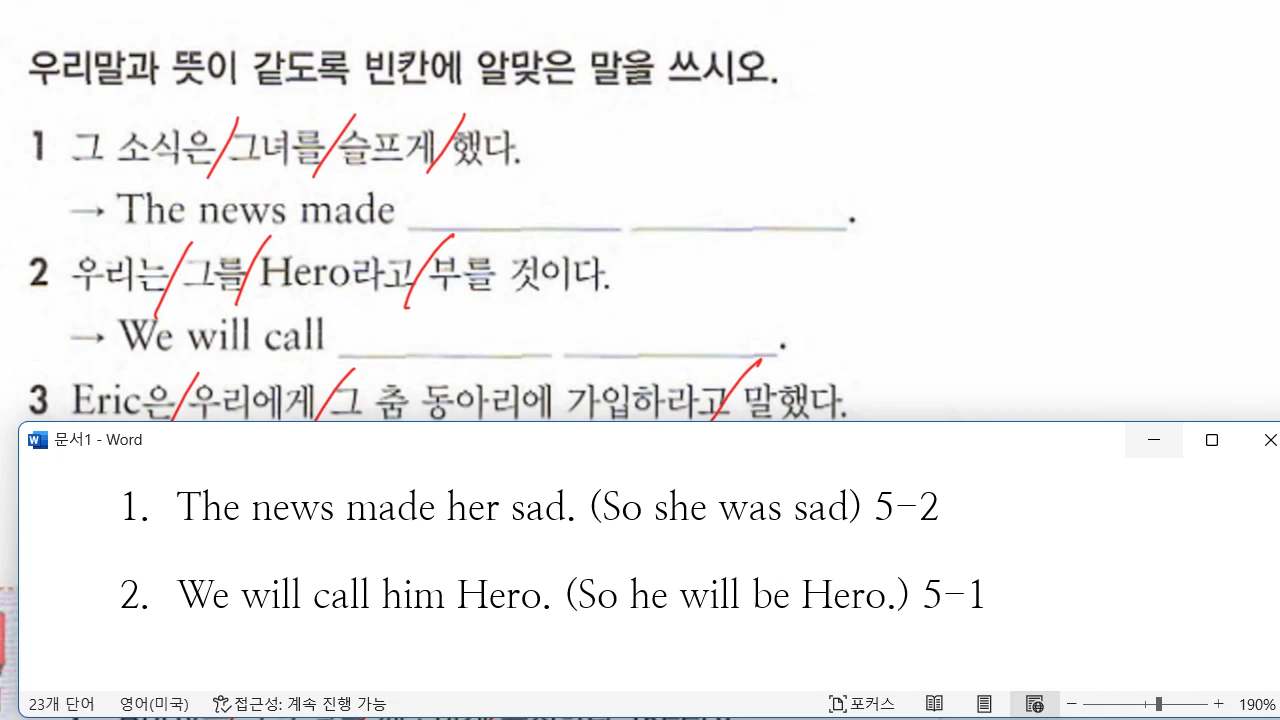 우리말과 뜻이 같도록 빈칸에 알맞은 말을 쓰시오.
1 그 소식은 그녀를 슬프게 했다.
→ The news made .
2 우리는 그를 Hero라고 부를 것이다.
→ We will call .
3 Eric은 우리에게 그 춤 동아리에 가입하라고 말했다.
문서1 - Word
1. The news made her sad. (So she was sad) 5-2
2. We will call him Hero. (So he will be Hero.) 5-1
23개 단어 영어(미국) 접근성: 계속 진행 가능 포커스 190%